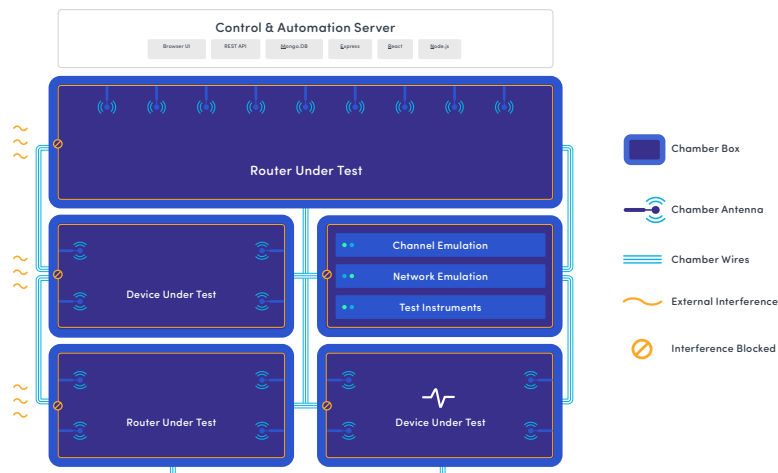 Control & Automation Server
Browser UI
REST API
Mongo.DB
Express
React
Node.js
Router Under Test
Chamber Box
Chamber Antenna
Chamber Wires
External Interference
Interference Blocked
Device Under Test
Channel Emulation
Network Emulation
Test Instruments
Router Under Test
Device Under Test